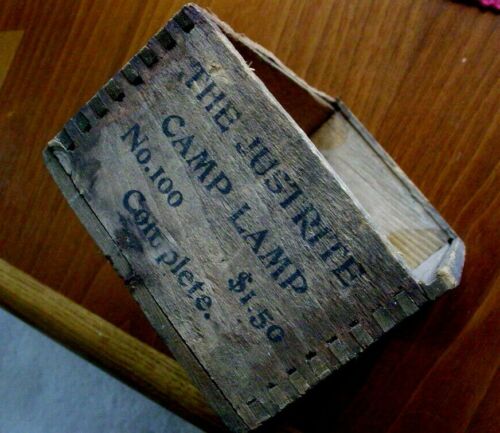 THE JUSTRITE
CAMP LAMP
No. 100 $1.50
Complete.